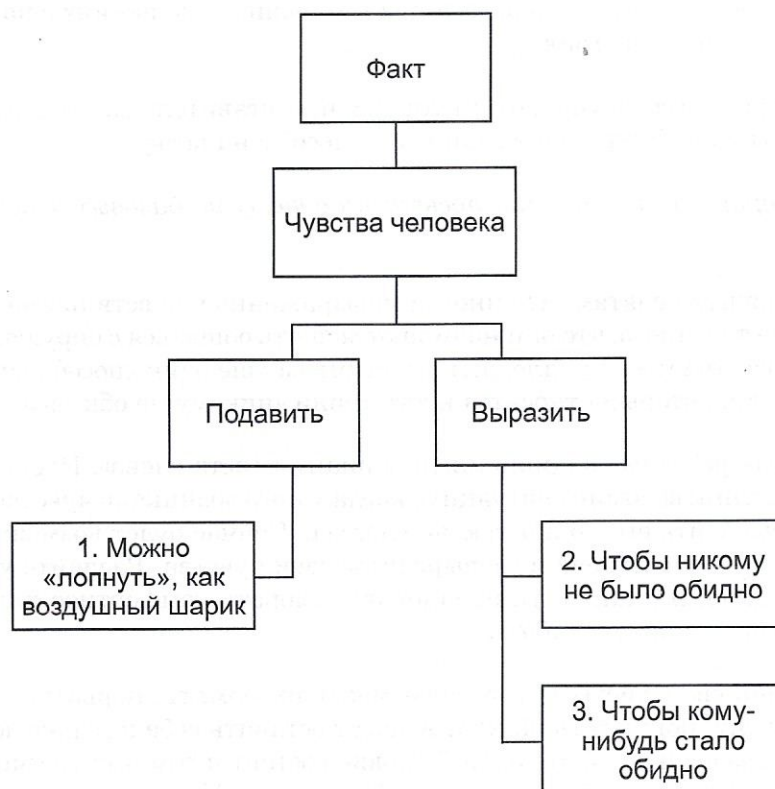 Факт
Чувства человека
Подавить
Выразить
1. Можно
«лопнуть», как
воздушный шарик
2. Чтобы никому
не было обидно
3. Чтобы кому-
нибудь стало
обидно